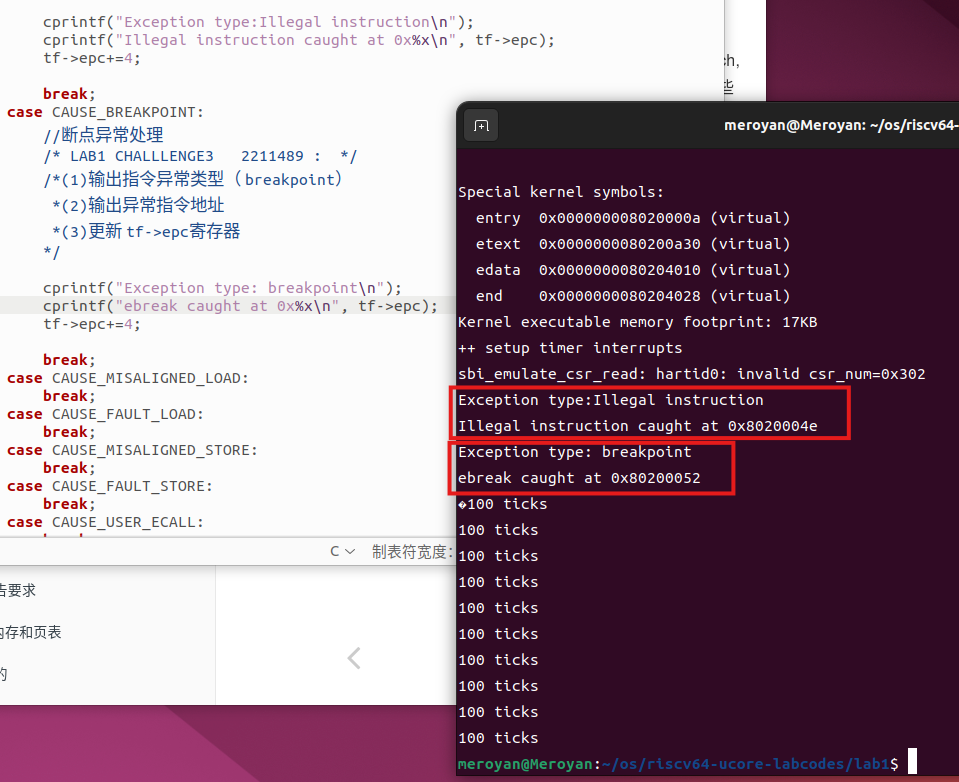 cprintf("Exception type:Illegal instruction\n");
cprintf("Illegal instruction caught at 0x%x\n", tf->epc);
tf->epc+=4;
break;
case CAUSE_BREAKPOINT:
//断点异常处理
/* LAB1 CHALLLENGE3   2211489 :  */
/*(1)输出指令异常类型（ breakpoint）
*(2)输出异常指令地址
*(3)更新 tf->epc寄存器
*/
cprintf("Exception type: breakpoint\n");
cprintf("ebreak caught at 0x%x\n", tf->epc);
tf->epc+=4;
break;
case CAUSE_MISALIGNED_LOAD:
break;
case CAUSE_FAULT_LOAD:
break;
case CAUSE_MISALIGNED_STORE:
break;
case CAUSE_FAULT_STORE:
break;
case CAUSE_USER_ECALL:
C
制表符宽度:
告要求
内存和页表
的
ch,
些
meroyan@Meroyan: ~/os/riscv64-
Special kernel symbols:
entry  0x000000008020000a (virtual)
etext  0x0000000080200a30 (virtual)
edata  0x0000000080204010 (virtual)
end    0x0000000080204028 (virtual)
Kernel executable memory footprint: 17KB
++ setup timer interrupts
sbi_emulate_csr_read: hartid0: invalid csr_num=0x302
Exception type:Illegal instruction
Illegal instruction caught at 0x8020004e
Exception type: breakpoint
ebreak caught at 0x80200052
�100 ticks
100 ticks
100 ticks
100 ticks
100 ticks
100 ticks
100 ticks
100 ticks
100 ticks
100 ticks
meroyan@Meroyan:~/os/riscv64-ucore-labcodes/lab1$